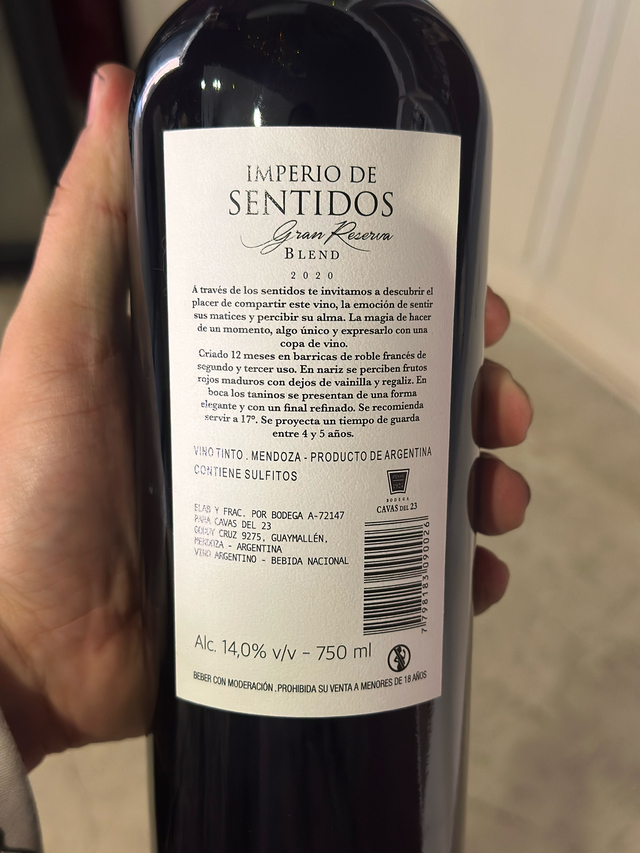 IMPERIO DE
SENTIDOS
Gran Reserva
BLEND
2020
A través de los sentidos te invitamos a descubrir el
placer de compartir este vino, la emoción de sentir
sus matices y percibir su alma. La magia de hacer
de un momento, algo único y expresarlo con una
copa de vino.
Criado 12 meses en barricas de roble francés de
segundo y tercer uso. En nariz se perciben frutos
rojos maduros con dejos de vainilla y regaliz. En
boca los taninos se presentan de una forma
elegante y con un final refinado. Se recomienda
servir a 17°. Se proyecta un tiempo de guarda
entre 4 y 5 años.
VINO TINTO . MENDOZA - PRODUCTO DE ARGENTINA
CONTIENE SULFITOS
BODEGA
CAVAS DEL 23
ELAB Y FRAC. POR BODEGA A-72147
PARA CAVAS DEL 23
GODOY CRUZ 9275, GUAYMALLÉN,
MENDOZA - ARGENTINA
VINO ARGENTINO - BEBIDA NACIONAL
7798183090026
Alc. 14,0% v/v - 750 ml
BEBER CON MODERACIÓN .PROHIBIDA SU VENTA A MENORES DE 18 AÑOS